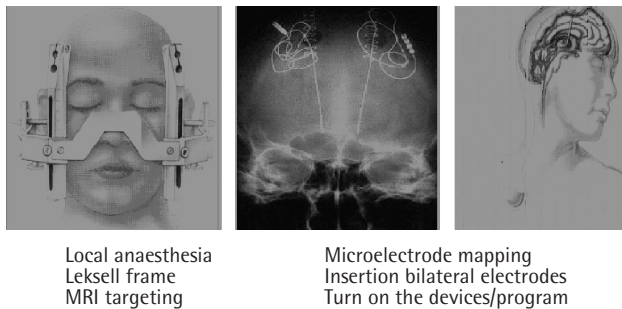 Local anaesthesia
Leksell frame
MRI targeting
Microelectrode mapping
Insertion bilateral electrodes
Turn on the devices/program